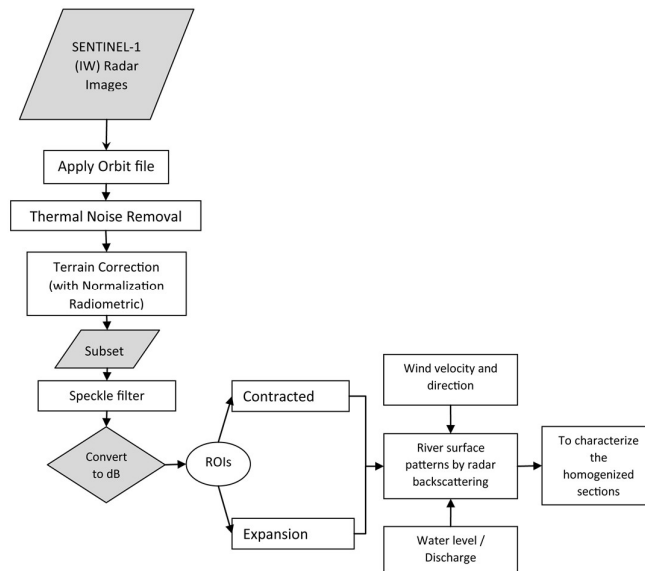 SENTINEL-1
(IW) Radar
Images
Apply Orbit file
Thermal Noise Removal
Terrain Correction
(with Normalization
Radiometric)
Subset
Speckle filter
Convert
to dB
ROIs
Contracted
Expansion
Wind velocity and
direction
River surface
patterns by radar
backscattering
Water level /
Discharge
To characterize
the
homogenized
sections